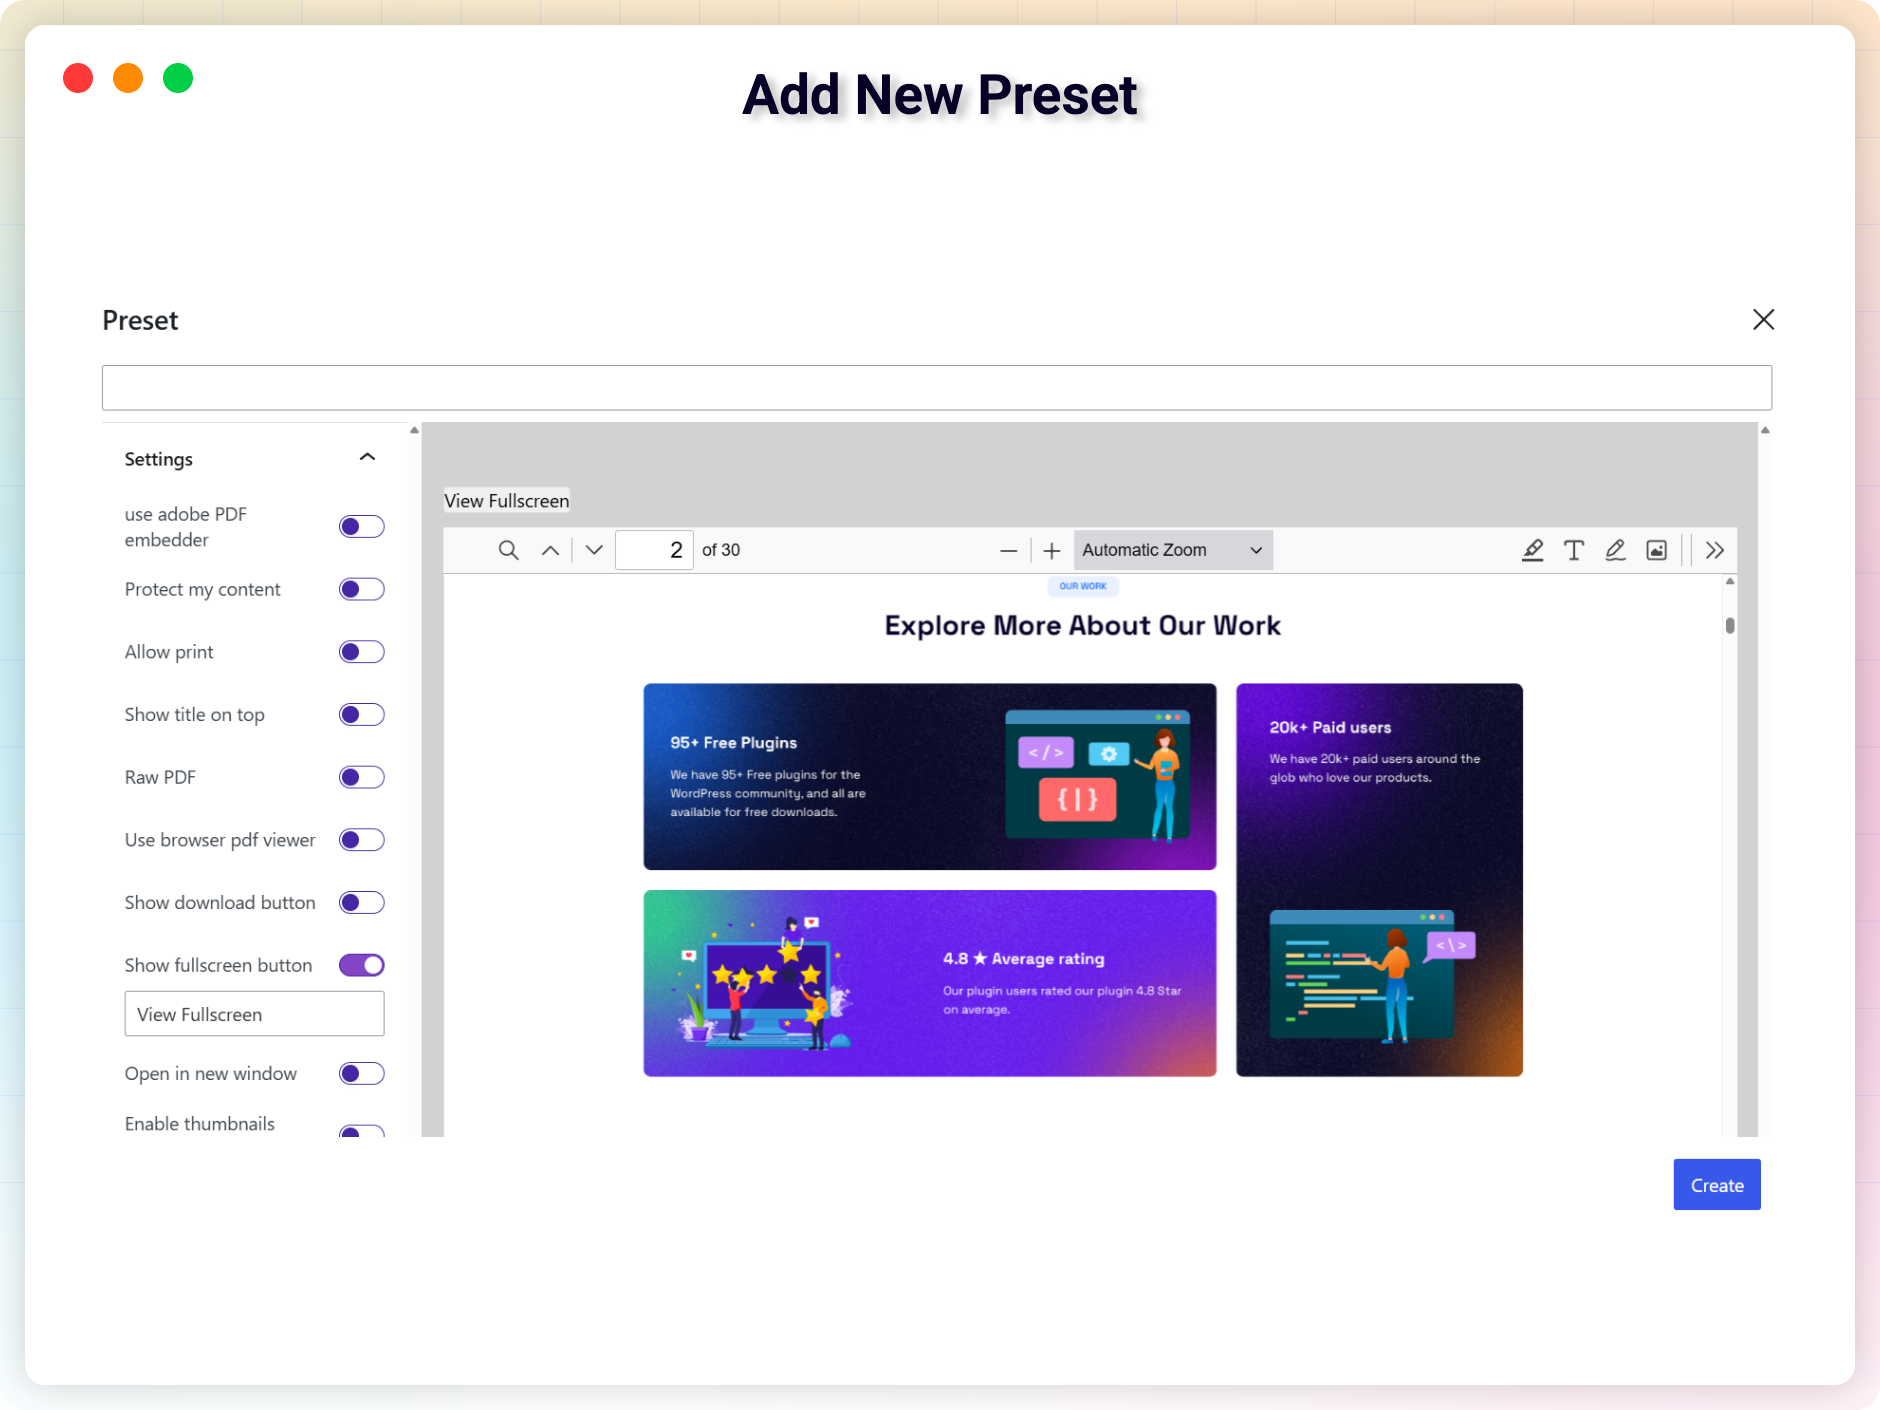 Add New Preset
Preset
Settings
use adobe PDF
embedder
Protect my content
Allow print
Show title on top
Raw PDF
Use browser pdf viewer
Show download button
Show fullscreen button
View Fullscreen
Open in new window
Enable thumbnails
View Fullscreen
2 of 30
Automatic Zoom
OUR WORK
Explore More About Our Work
95+ Free Plugins
We have 95+ Free plugins for the
WordPress community, and all are
available for free downloads.
</>
{|}
20k+ Paid users
We have 20k+ paid users around the
glob who love our products.
<\>
4.8 ★ Average rating
Our plugin users rated our plugin 4.8 Star
on average.
Create